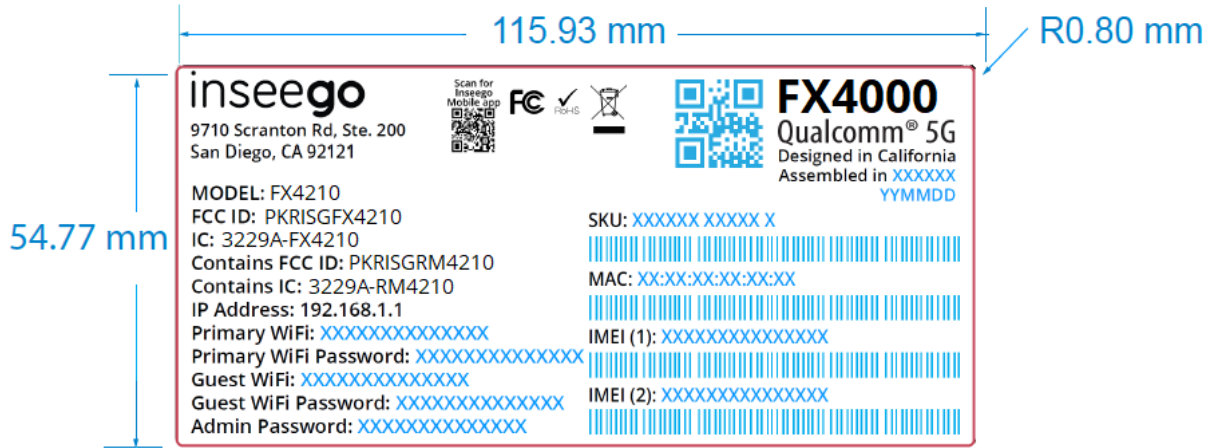 115.93 mm
R0.80 mm
54.77 mm
inseego
9710 Scranton Rd, Ste. 200
San Diego, CA 92121
Scan for
Inseego
Mobile app
FC
RoHS
FX4000
Qualcomm® 5G
Designed in California
Assembled in XXXXXX
YYMMDD
MODEL: FX4210
FCC ID: PKRISGFX4210
IC: 3229A-FX4210
Contains FCC ID: PKRISGRM4210
Contains IC: 3229A-RM4210
IP Address: 192.168.1.1
Primary WiFi: XXXXXXXXXXXXXX
Primary WiFi Password: XXXXXXXXXXXXXX
Guest WiFi: XXXXXXXXXXXXXX
Guest WiFi Password: XXXXXXXXXXXXXX
Admin Password: XXXXXXXXXXXXXX
SKU: XXXXXX XXXXX X
MAC: XX:XX:XX:XX:XX:XX
IMEI (1): XXXXXXXXXXXXXXX
IMEI (2): XXXXXXXXXXXXXXX